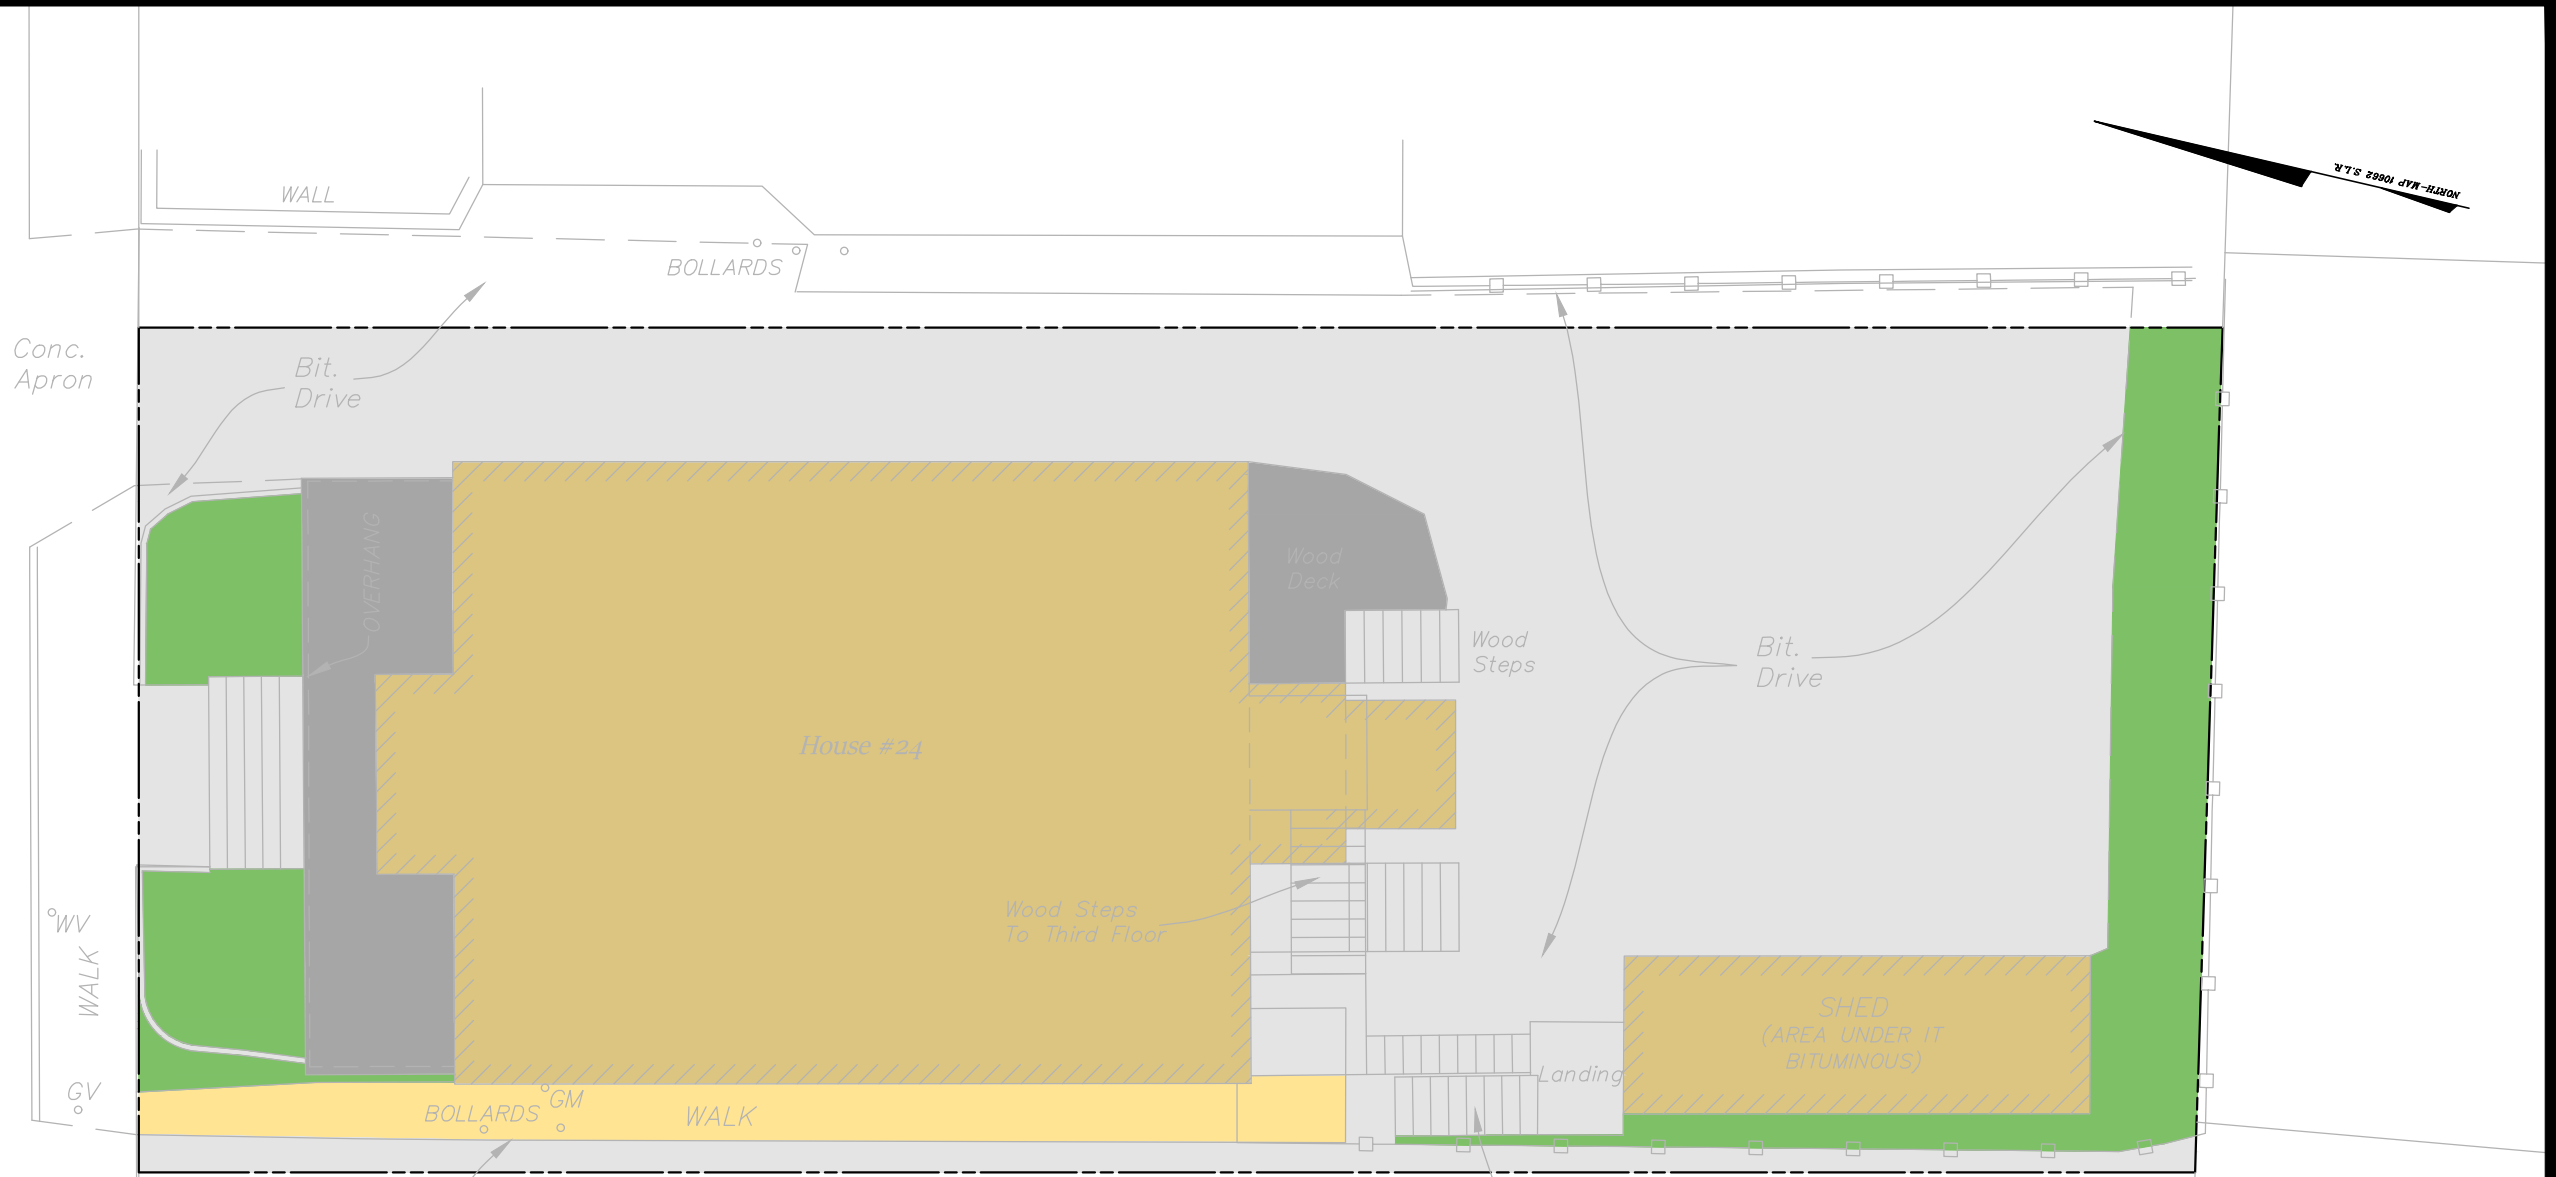 WALL
NORTH-MAP 10662 S.L.R.
BOLLARDS
Conc.
Apron
Bit.
Drive
OVERHANG
Wood
Deck
Wood
Steps
Bit.
Drive
House #24
Wood Steps
To Third Floor
WV
WALK
SHED
(AREA UNDER IT
BITUMINOUS)
Landing
GV
BOLLARDS
GM
WALK